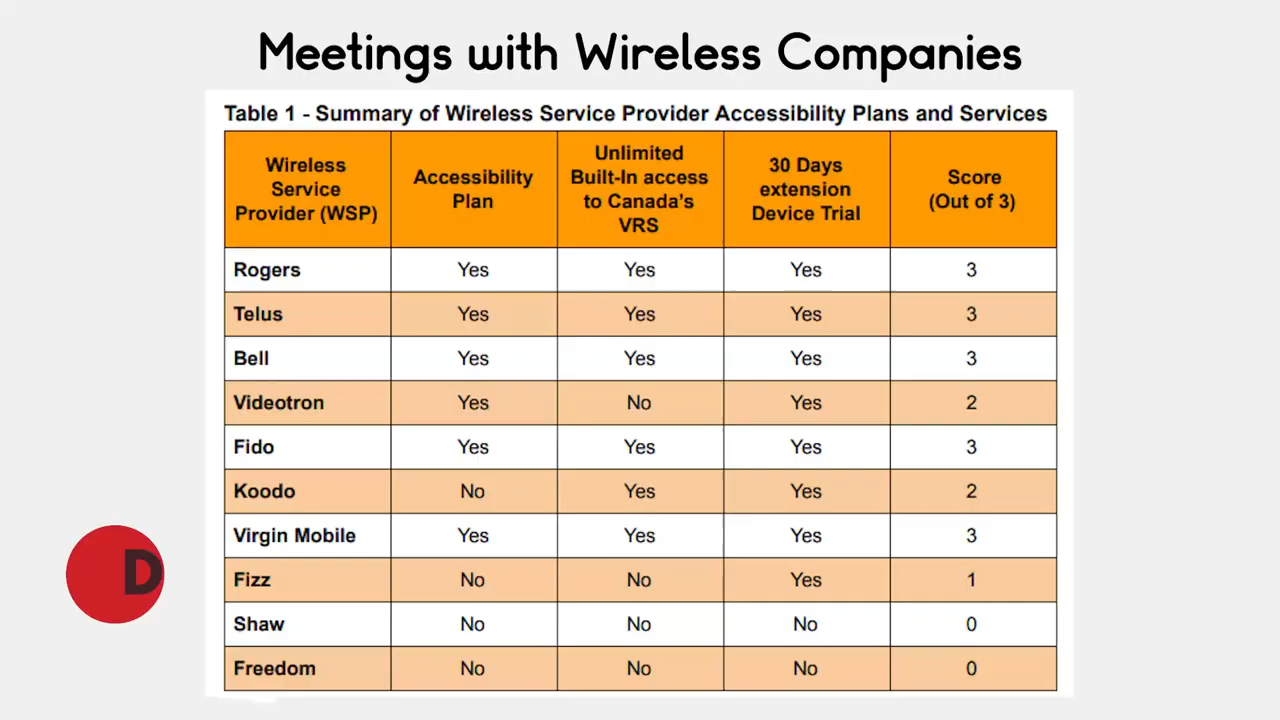 Meetings with Wireless Companies
Table 1 - Summary of Wireless Service Provider Accessibility Plans and Services
Wireless Service Provider (WSP) Accessibility Plan Unlimited Built-In access to Canada's VRS 30 Days extension Device Trial Score (Out of 3)
Rogers Yes Yes Yes 3
Telus Yes Yes Yes 3
Bell Yes Yes Yes 3
Videotron Yes No Yes 2
Fido Yes Yes Yes 3
Koodo No Yes Yes 2
Virgin Mobile Yes Yes Yes 3
Fizz No No Yes 1
Shaw No No No 0
Freedom No No No 0
D